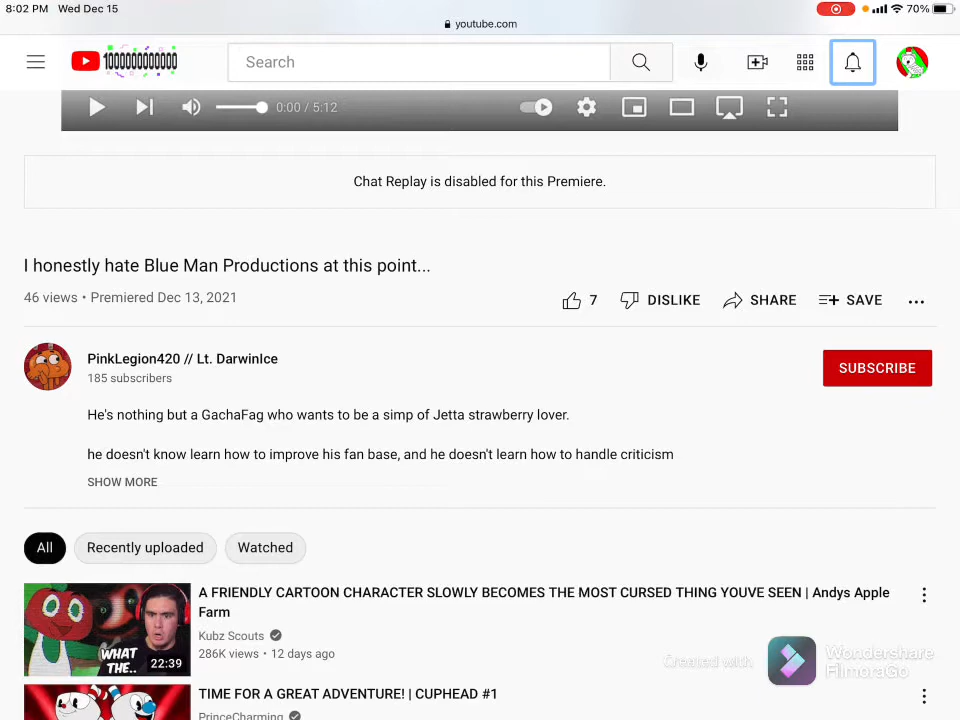 8:02 PM Wed Dec 15 70%
youtube.com
100000000000 Search
0:00 / 5:12
Chat Replay is disabled for this Premiere.
I honestly hate Blue Man Productions at this point...
46 views • Premiered Dec 13, 2021
7 DISLIKE SHARE SAVE
PinkLegion420 // Lt. DarwinIce
185 subscribers
SUBSCRIBE
He's nothing but a GachaFag who wants to be a simp of Jetta strawberry lover.
he doesn't know learn how to improve his fan base, and he doesn't learn how to handle criticism
SHOW MORE
All Recently uploaded Watched
WHAT
THE..
22:39
A FRIENDLY CARTOON CHARACTER SLOWLY BECOMES THE MOST CURSED THING YOUVE SEEN | Andys Apple
Farm
Kubz Scouts
286K views • 12 days ago
TIME FOR A GREAT ADVENTURE! | CUPHEAD #1
PrinceCharming
Created with
Wondershare
FilmoraGo